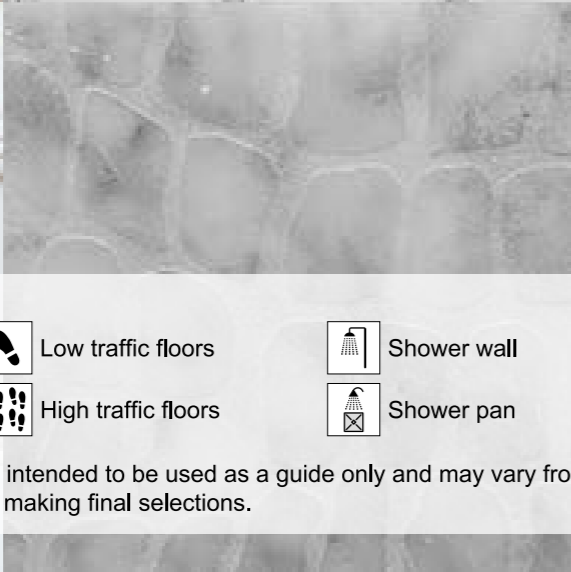 Low traffic floors
Shower wall
High traffic floors
Shower pan
intended to be used as a guide only and may vary fro
making final selections.